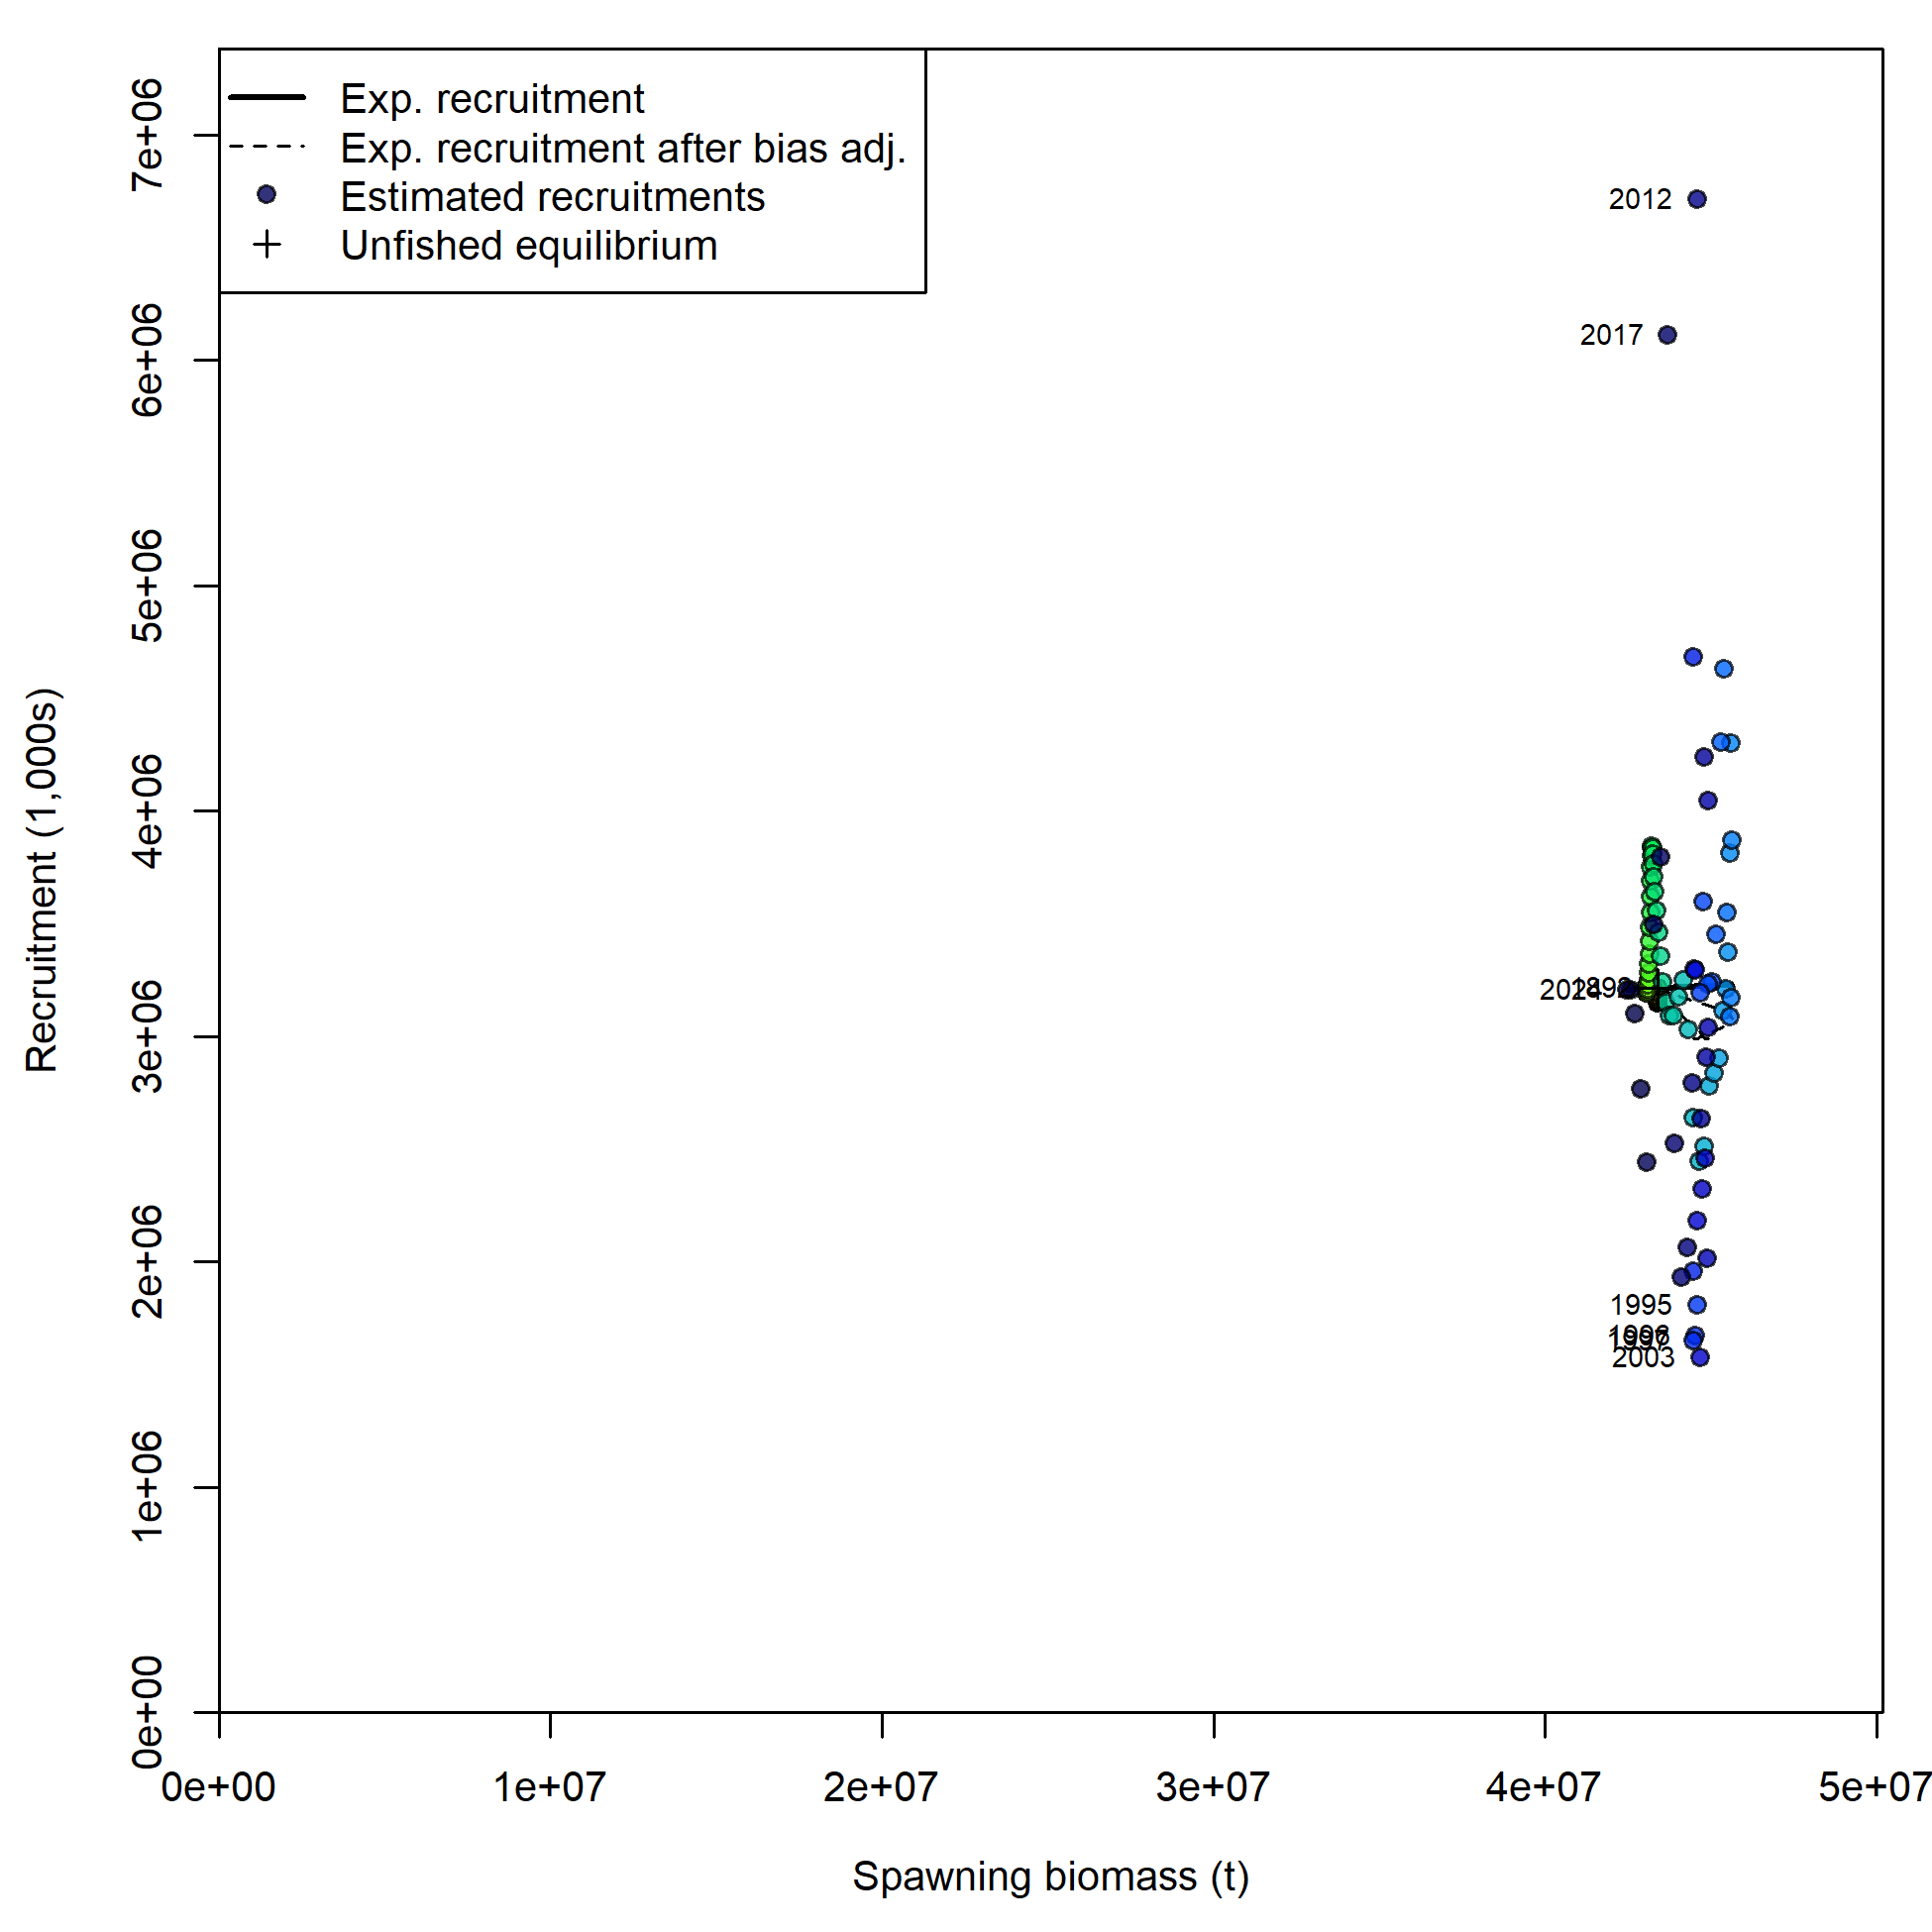 Exp. recruitment
Exp. recruitment after bias adj.
Estimated recruitments
Unfished equilibrium
7e+06
6e+06
5e+06
4e+06
3e+06
2e+06
1e+06
0e+00
Recruitment (1,000s)
2012
2017
2024
1995
1997
2003
0e+00
1e+07
2e+07
3e+07
4e+07
5e+07
Spawning biomass (t)